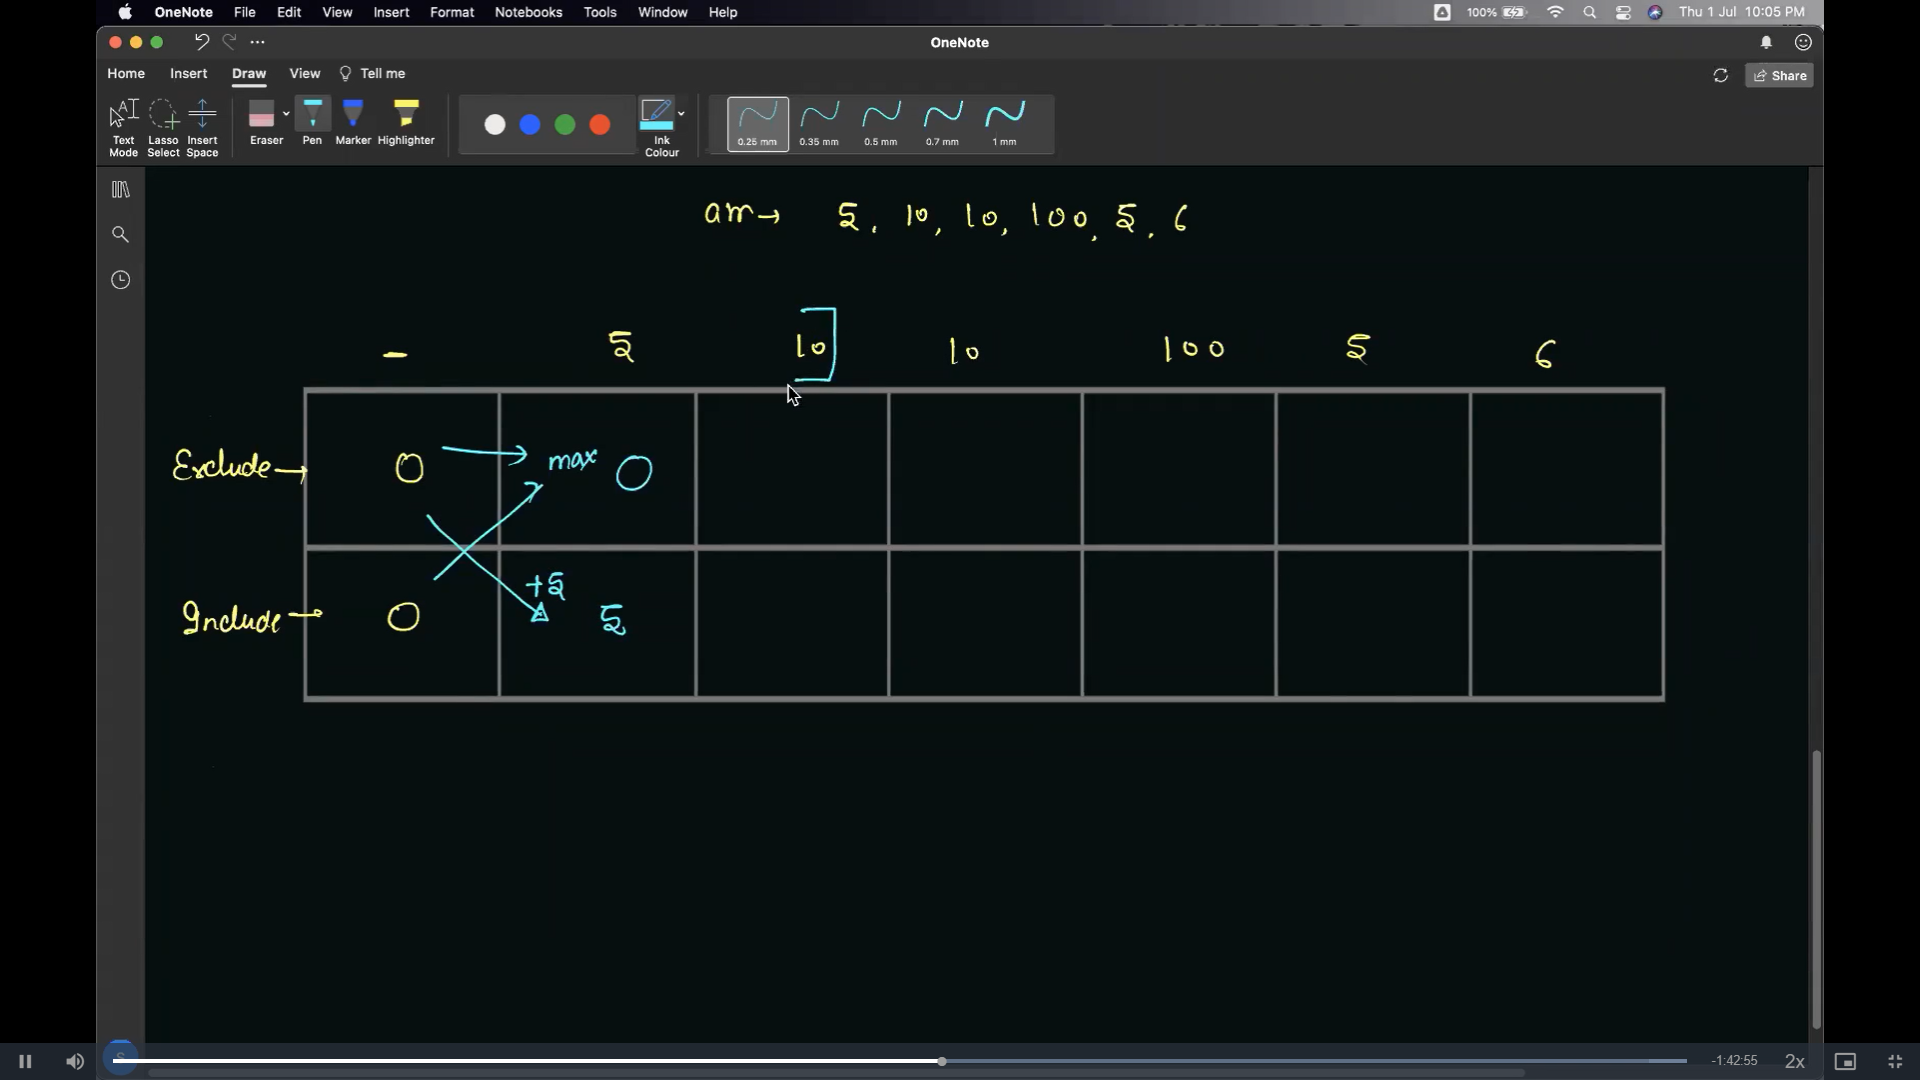 OneNote File Edit View Insert Format Notebooks Tools Window Help 100% Thu 1 Jul 10:05 PM
OneNote
Home Insert Draw View Tell me Share
Text Mode Lasso Select Insert Space Eraser Pen Marker Highlighter Ink Colour 0.25 mm 0.35 mm 0.5 mm 0.7 mm 1 mm
arr→ 5, 10, 10, 100, 5, 6
- 5 10 10 100 5 6
Exclude→ 0 max 0
+5
Include→ 0 5
-1:42:55 2x